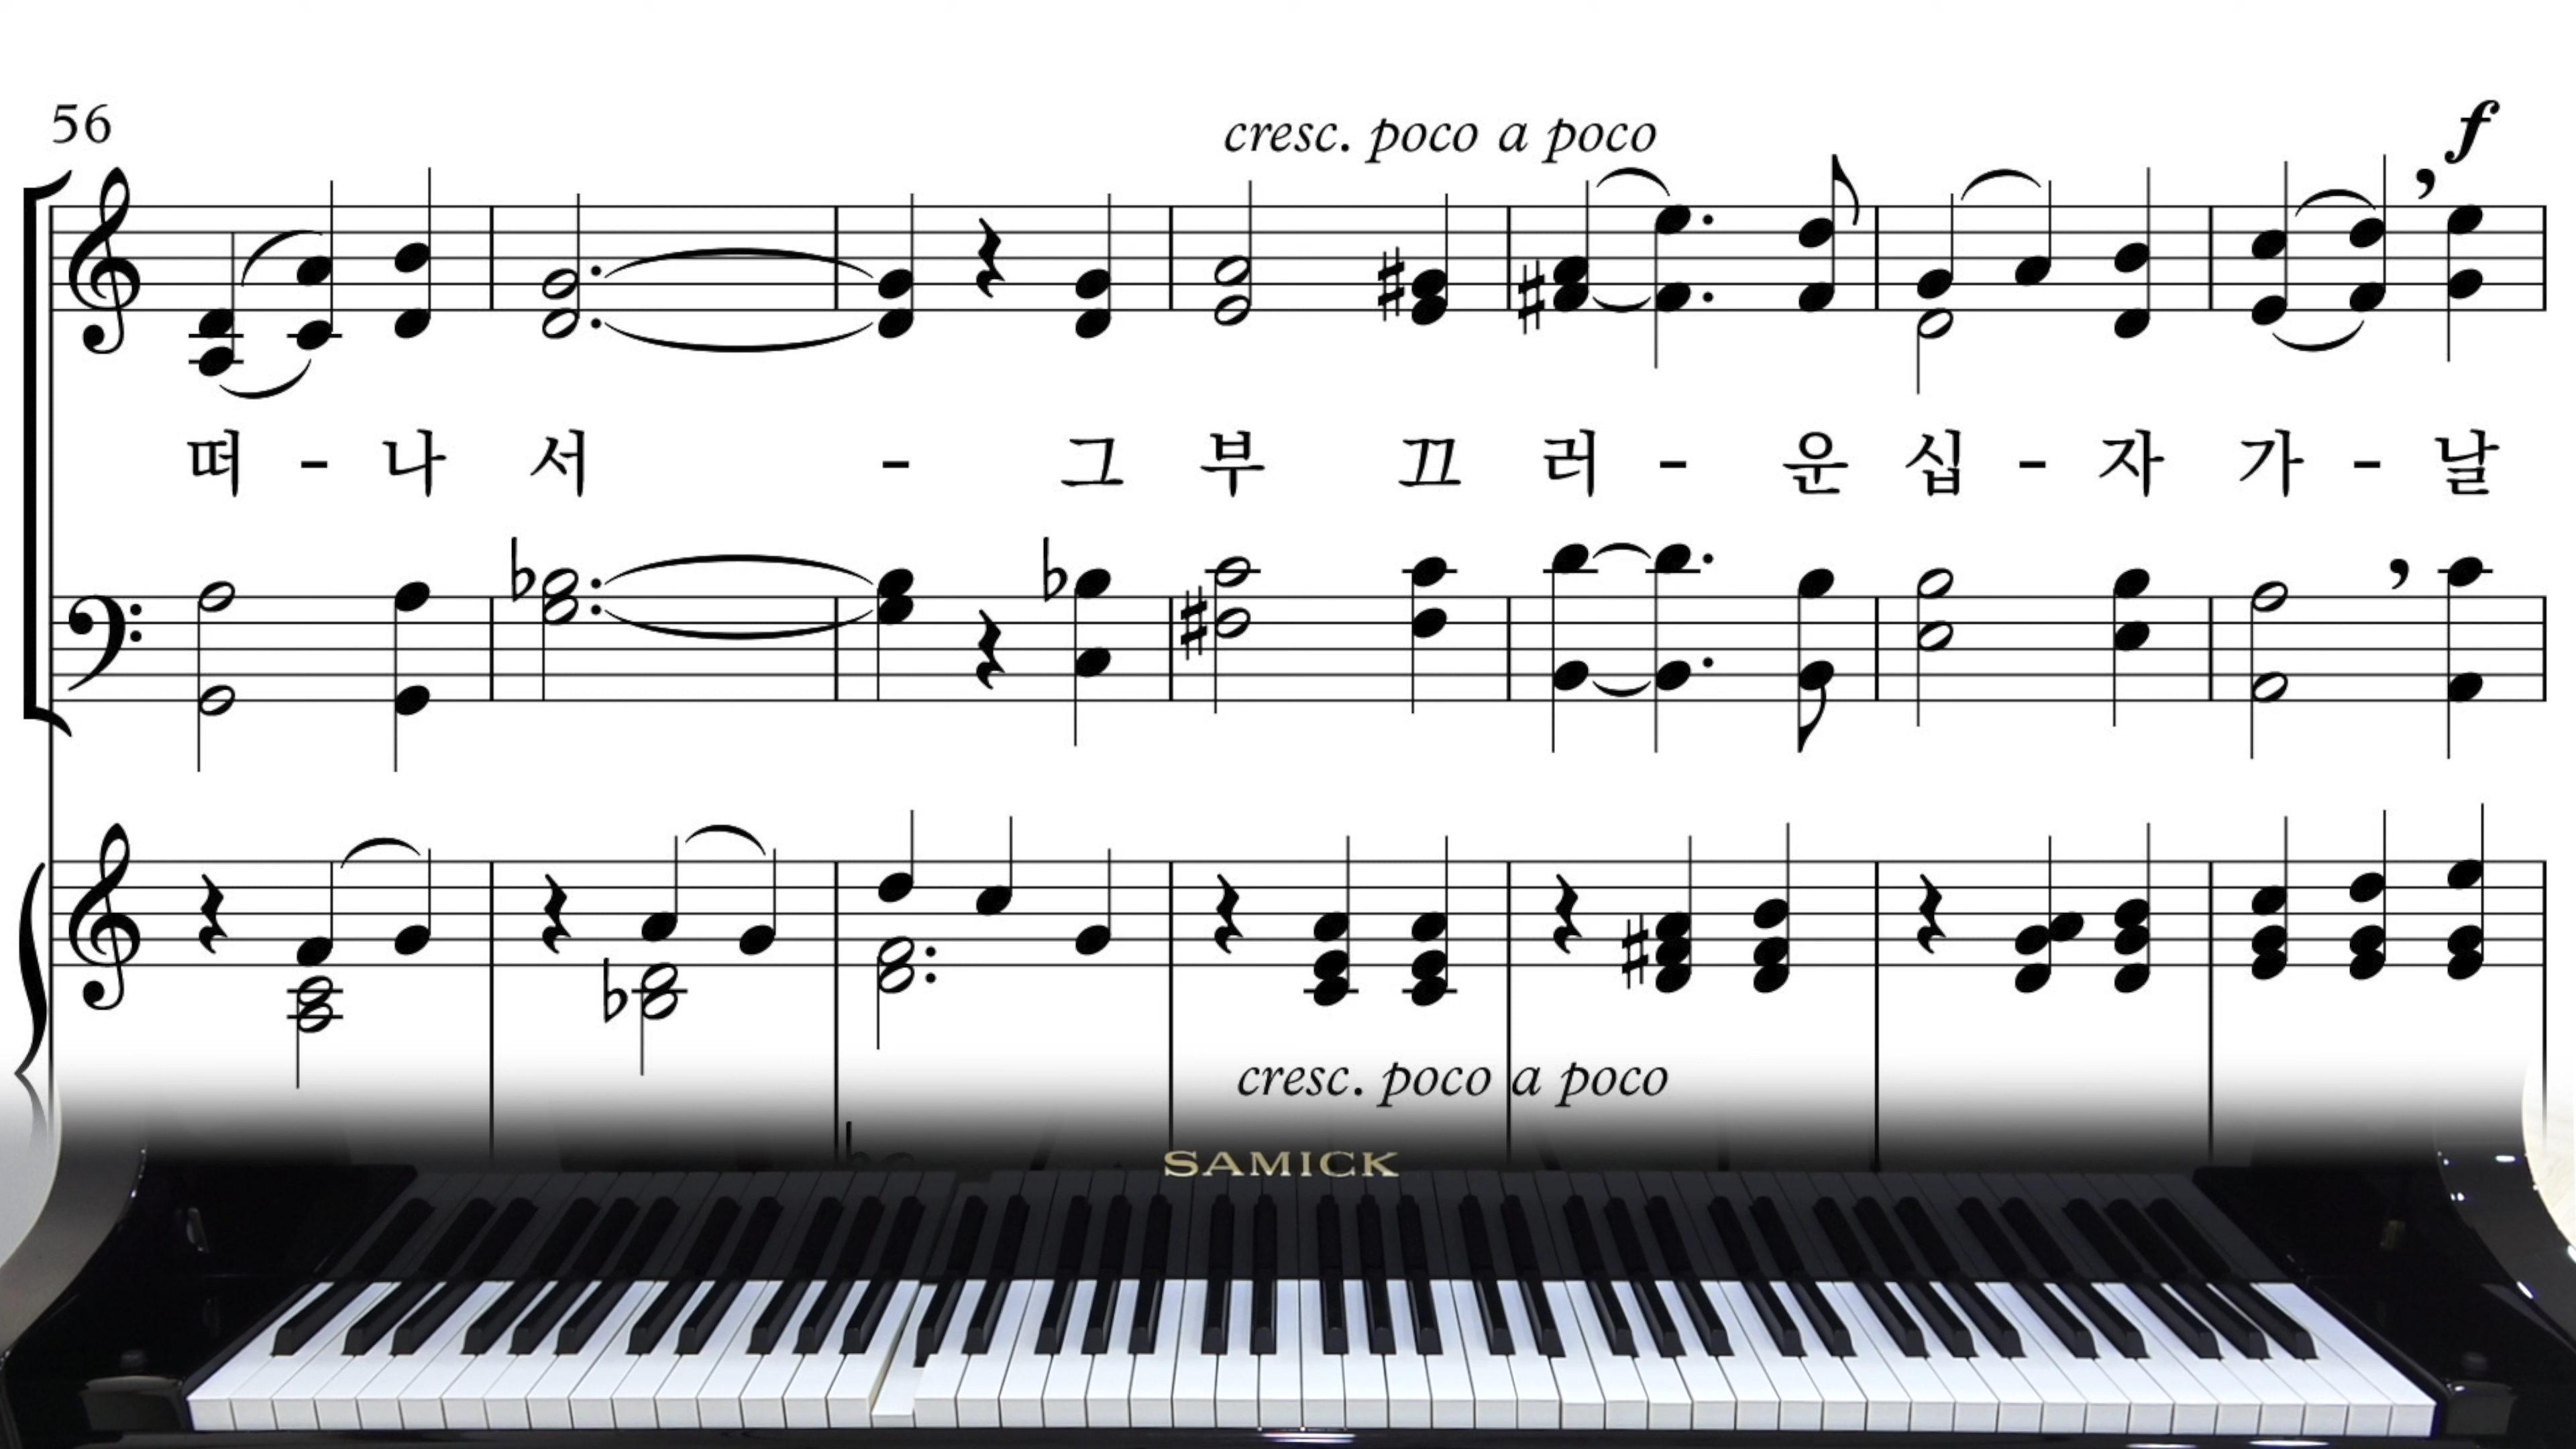 56
cresc. poco a poco
f
떠 - 나 서 - 그 부 끄 러 - 운 십 - 자 가 - 날
cresc. poco a poco
SAMICK